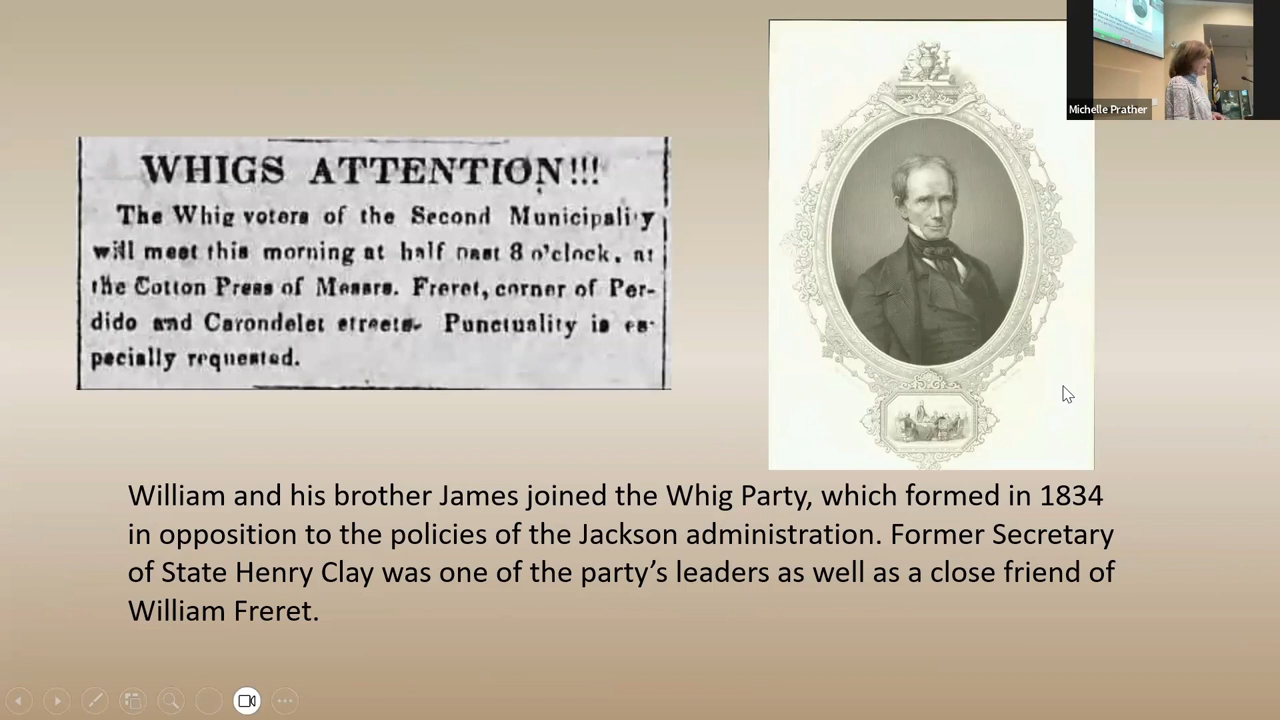 WHIGS ATTENTION!!!
The Whig voters of the Second Municipality
will meet this morning at half past 8 o'clock, at
the Cotton Press of Messrs. Freret, corner of Per-
dido and Carondelet streets. Punctuality is es-
pecially requested.
Michelle Prather
William and his brother James joined the Whig Party, which formed in 1834
in opposition to the policies of the Jackson administration. Former Secretary
of State Henry Clay was one of the party's leaders as well as a close friend of
William Freret.